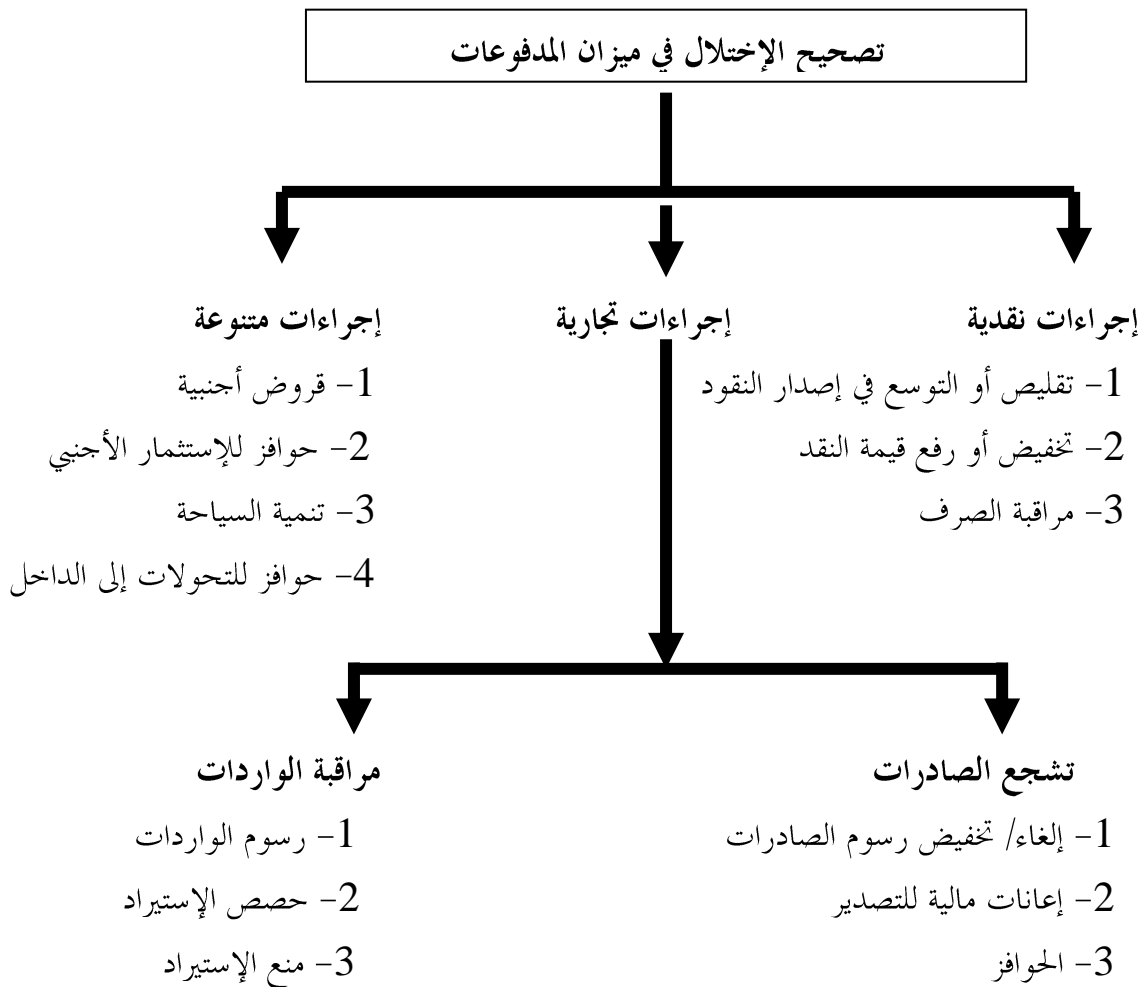 تصحيح الإختلال في ميزان المدفوعات
إجراءات نقدية
1- تقليص أو التوسع في إصدار النقود
2- تخفيض أو رفع قيمة النقد
3- مراقبة الصرف
إجراءات تجارية
إجراءات متنوعة
1- قروض أجنبية
2- حوافز للإستثمار الأجنبي
3- تنمية السياحة
4- حوافز للتحولات إلى الداخل
تشجع الصادرات
1- إلغاء/ تخفيض رسوم الصادرات
2- إعانات مالية للتصدير
3- الحوافز
مراقبة الواردات
1- رسوم الواردات
2- حصص الإستيراد
3- منع الإستيراد